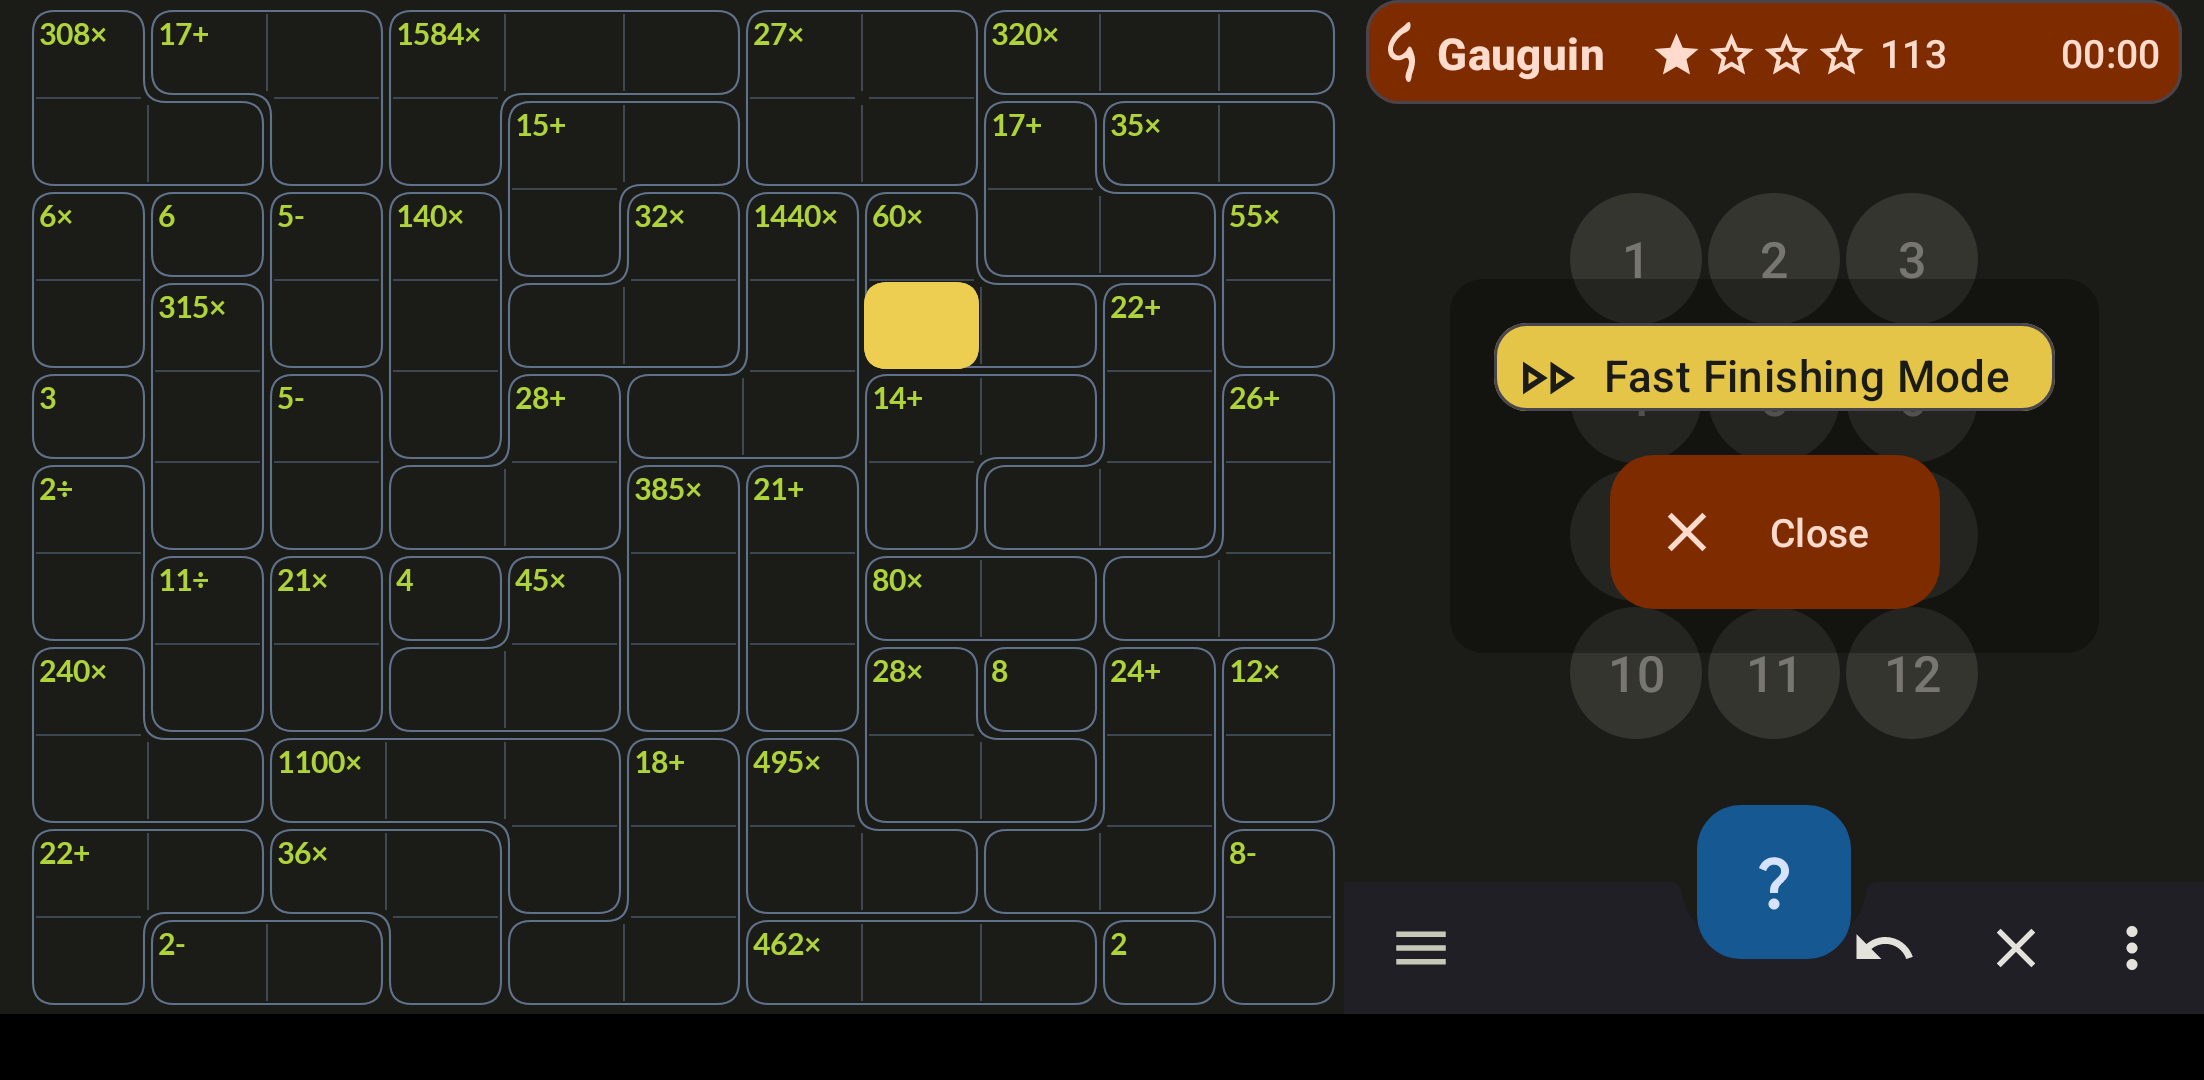 308× 17+ 1584× 27× 320×
15+ 17+ 35×
6× 6 5- 140× 32× 1440× 60× 55×
315× 22+
3 5- 28+ 14+ 26+
2÷ 385× 21+
11÷ 21× 4 45× 80×
240× 28× 8 24+ 12×
1100× 18+ 495×
22+ 36× 8-
2- 462× 2
Gauguin 113 00:00
1 2 3
Fast Finishing Mode
Close
10 11 12
?